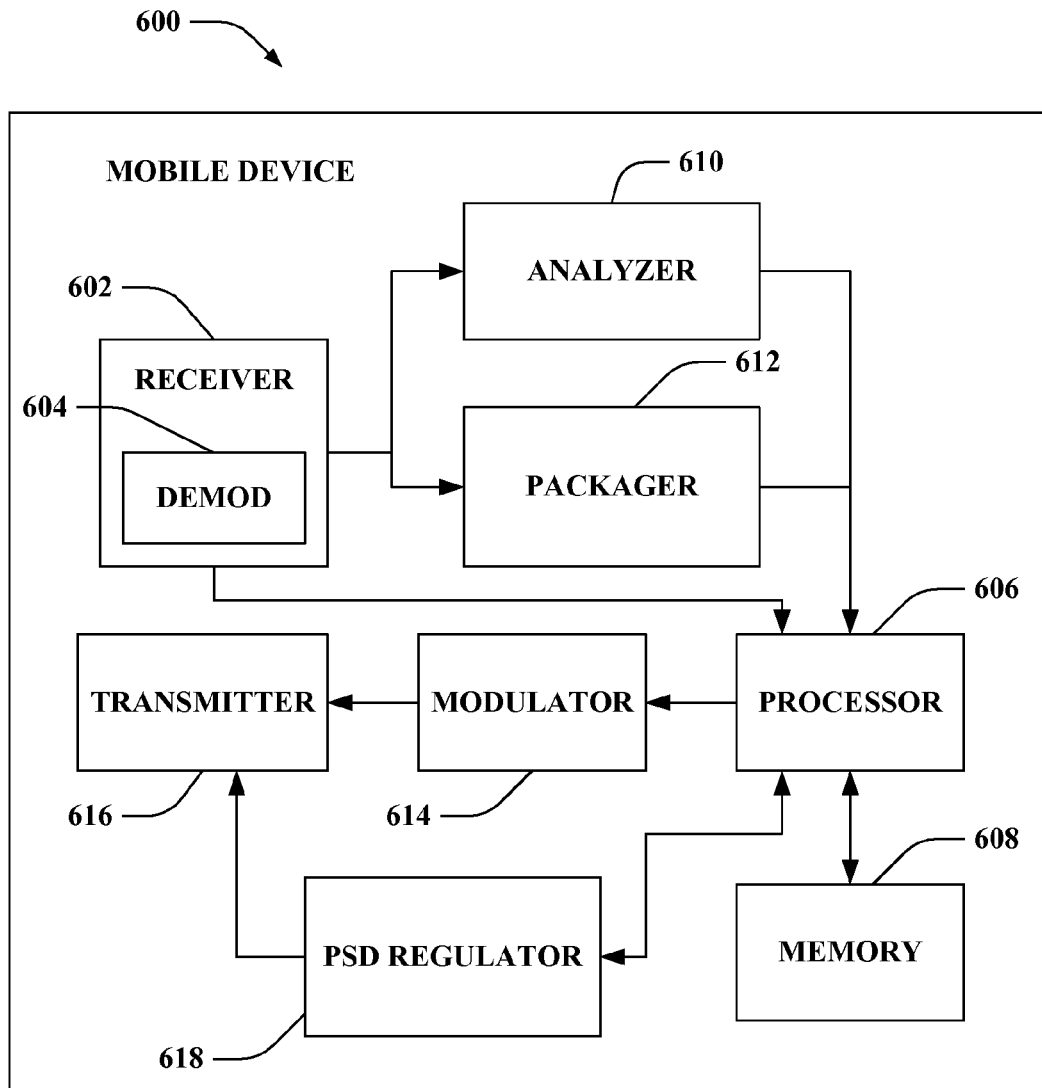 600
MOBILE DEVICE
610
ANALYZER
602
RECEIVER
612
604
DEMOD
PACKAGER
606
TRANSMITTER
MODULATOR
PROCESSOR
616
614
608
PSD REGULATOR
MEMORY
618